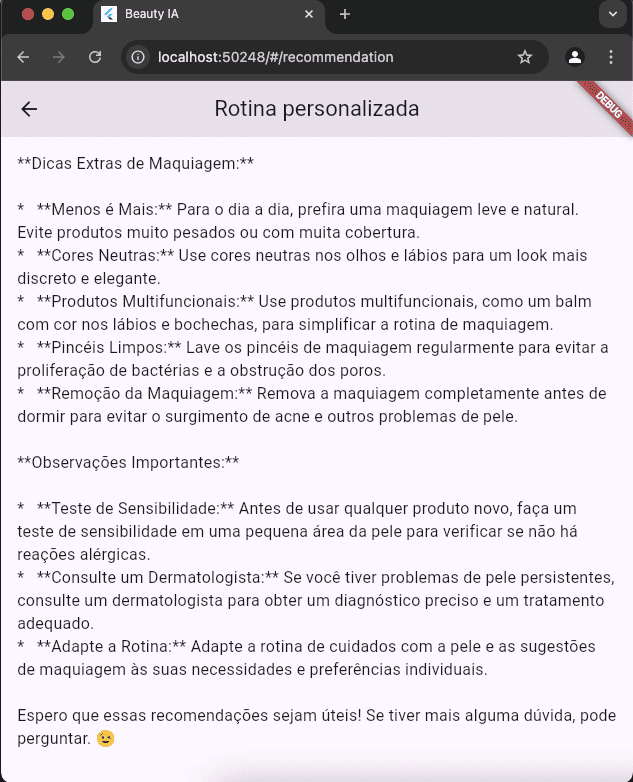 Beauty IA
localhost:50248/#/recommendation
Rotina personalizada
DEBUG
**Dicas Extras de Maquiagem:**
*   **Menos é Mais:** Para o dia a dia, prefira uma maquiagem leve e natural.
Evite produtos muito pesados ou com muita cobertura.
*   **Cores Neutras:** Use cores neutras nos olhos e lábios para um look mais
discreto e elegante.
*   **Produtos Multifuncionais:** Use produtos multifuncionais, como um balm
com cor nos lábios e bochechas, para simplificar a rotina de maquiagem.
*   **Pincéis Limpos:** Lave os pincéis de maquiagem regularmente para evitar a
proliferação de bactérias e a obstrução dos poros.
*   **Remoção da Maquiagem:** Remova a maquiagem completamente antes de
dormir para evitar o surgimento de acne e outros problemas de pele.
**Observações Importantes:**
*   **Teste de Sensibilidade:** Antes de usar qualquer produto novo, faça um
teste de sensibilidade em uma pequena área da pele para verificar se não há
reações alérgicas.
*   **Consulte um Dermatologista:** Se você tiver problemas de pele persistentes,
consulte um dermatologista para obter um diagnóstico preciso e um tratamento
adequado.
*   **Adapte a Rotina:** Adapte a rotina de cuidados com a pele e as sugestões
de maquiagem às suas necessidades e preferências individuais.
Espero que essas recomendações sejam úteis! Se tiver mais alguma dúvida, pode
perguntar. 😉